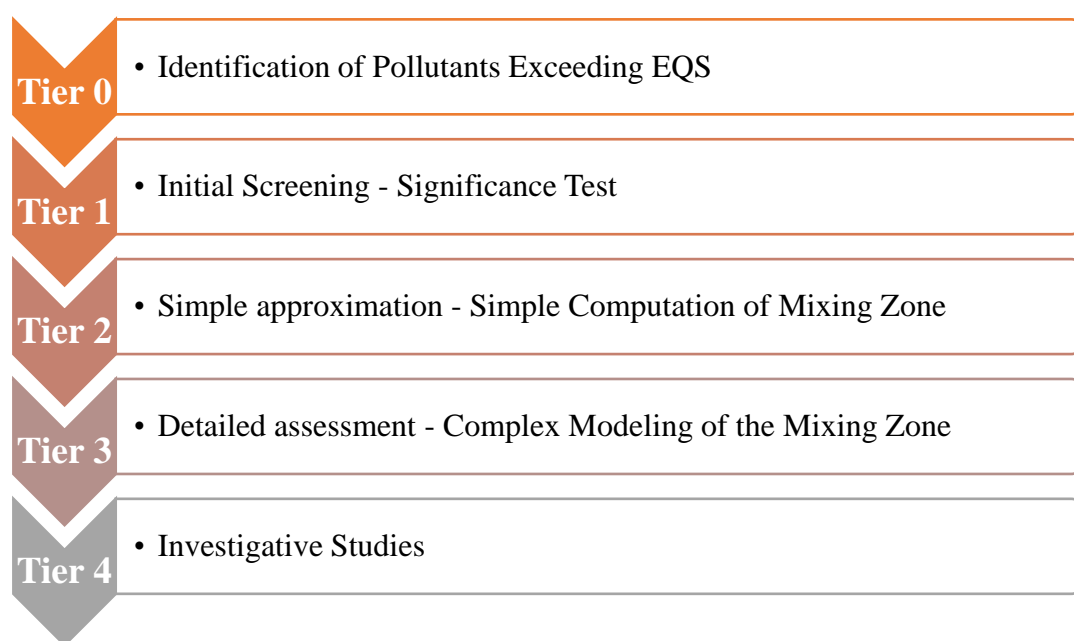 Tier 0
• Identification of Pollutants Exceeding EQS
Tier 1
• Initial Screening - Significance Test
Tier 2
• Simple approximation - Simple Computation of Mixing Zone
Tier 3
• Detailed assessment - Complex Modeling of the Mixing Zone
Tier 4
• Investigative Studies